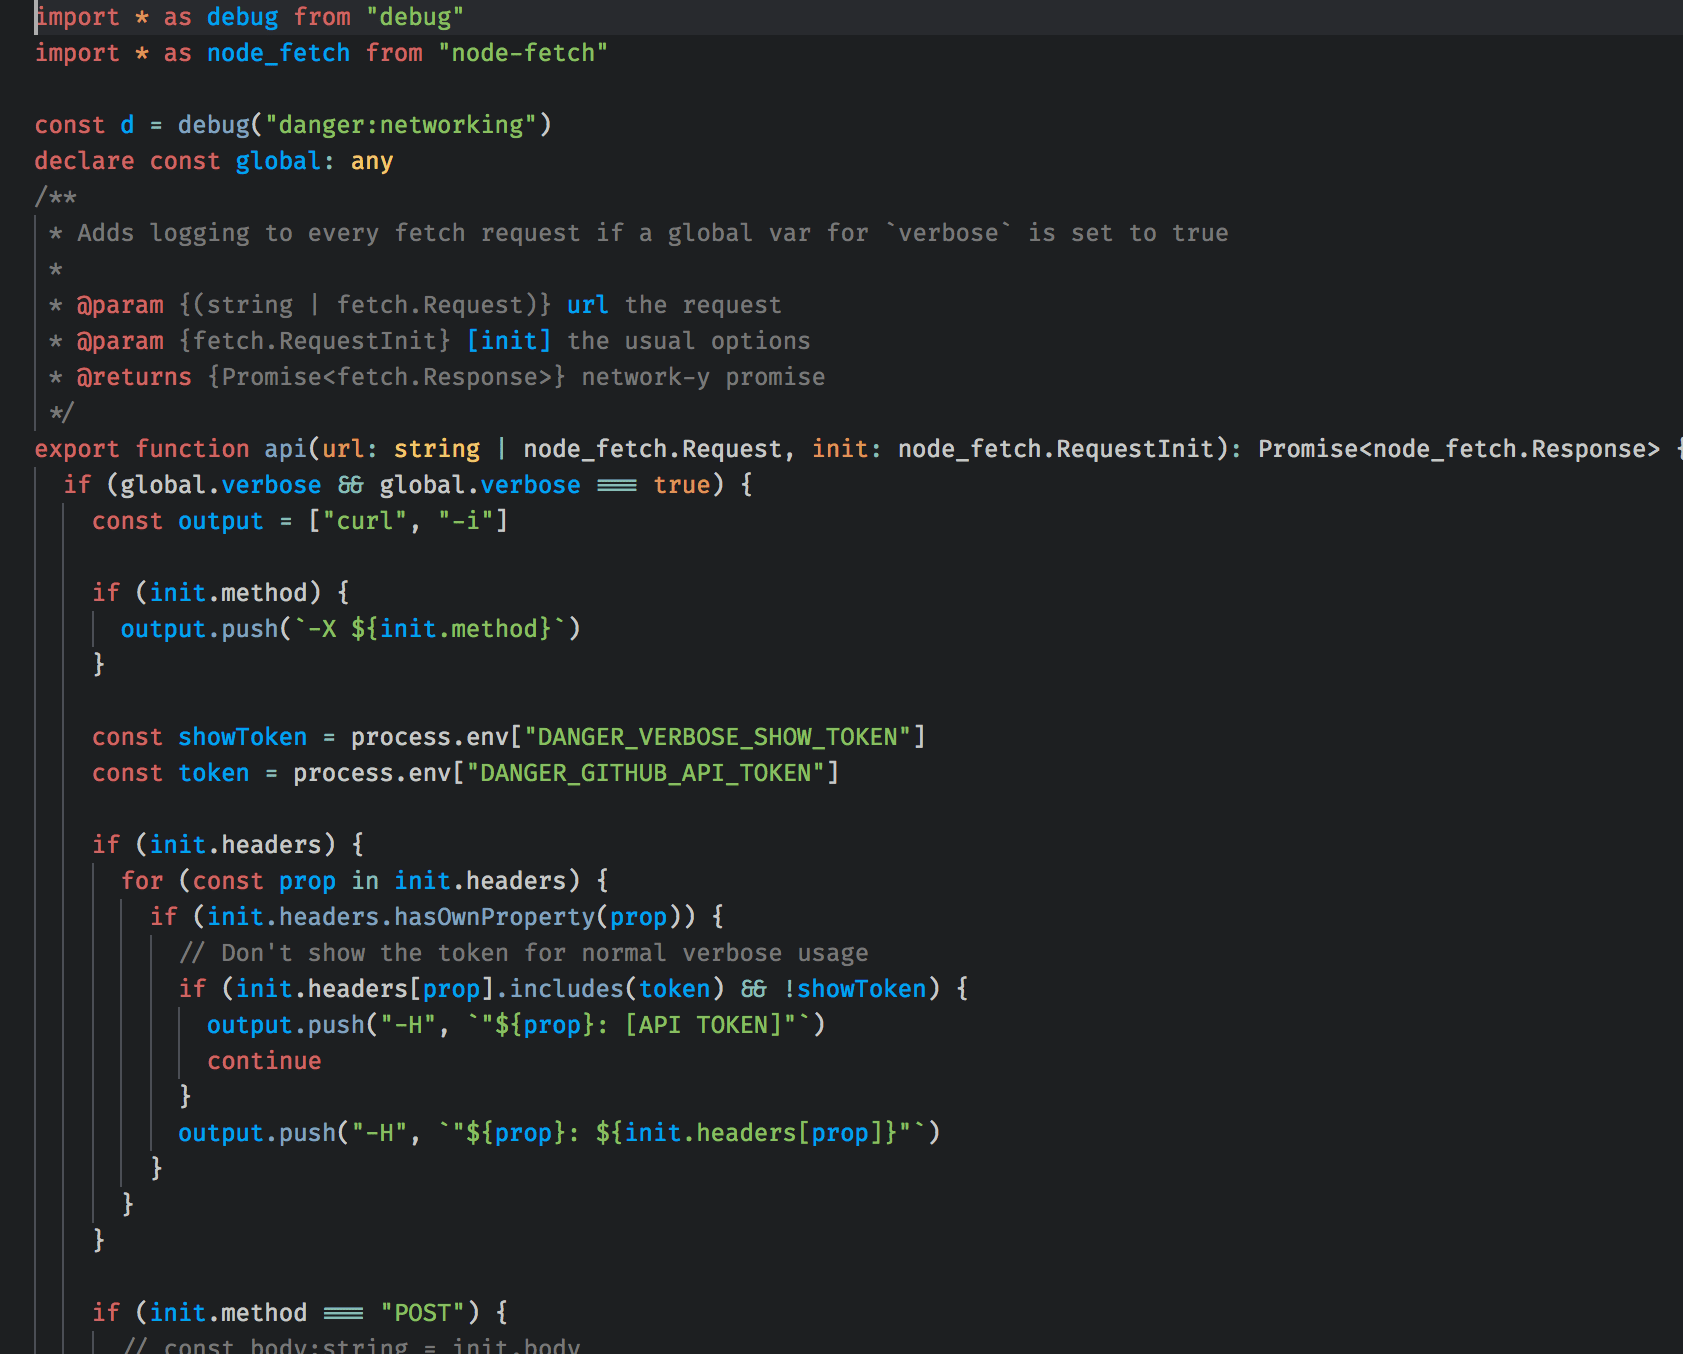 import * as debug from "debug"
import * as node_fetch from "node-fetch"
const d = debug("danger:networking")
declare const global: any
/**
* Adds logging to every fetch request if a global var for `verbose` is set to true
*
* @param {(string | fetch.Request)} url the request
* @param {fetch.RequestInit} [init] the usual options
* @returns {Promise<fetch.Response>} network-y promise
*/
export function api(url: string | node_fetch.Request, init: node_fetch.RequestInit): Promise<node_fetch.Response> {
if (global.verbose && global.verbose === true) {
const output = ["curl", "-i"]
if (init.method) {
output.push(`-X ${init.method}`)
}
const showToken = process.env["DANGER_VERBOSE_SHOW_TOKEN"]
const token = process.env["DANGER_GITHUB_API_TOKEN"]
if (init.headers) {
for (const prop in init.headers) {
if (init.headers.hasOwnProperty(prop)) {
// Don't show the token for normal verbose usage
if (init.headers[prop].includes(token) && !showToken) {
output.push("-H", `"${prop}: [API TOKEN]"`)
continue
}
output.push("-H", `"${prop}: ${init.headers[prop]}"`)
}
}
}
if (init.method === "POST") {
// const body:string = init.body